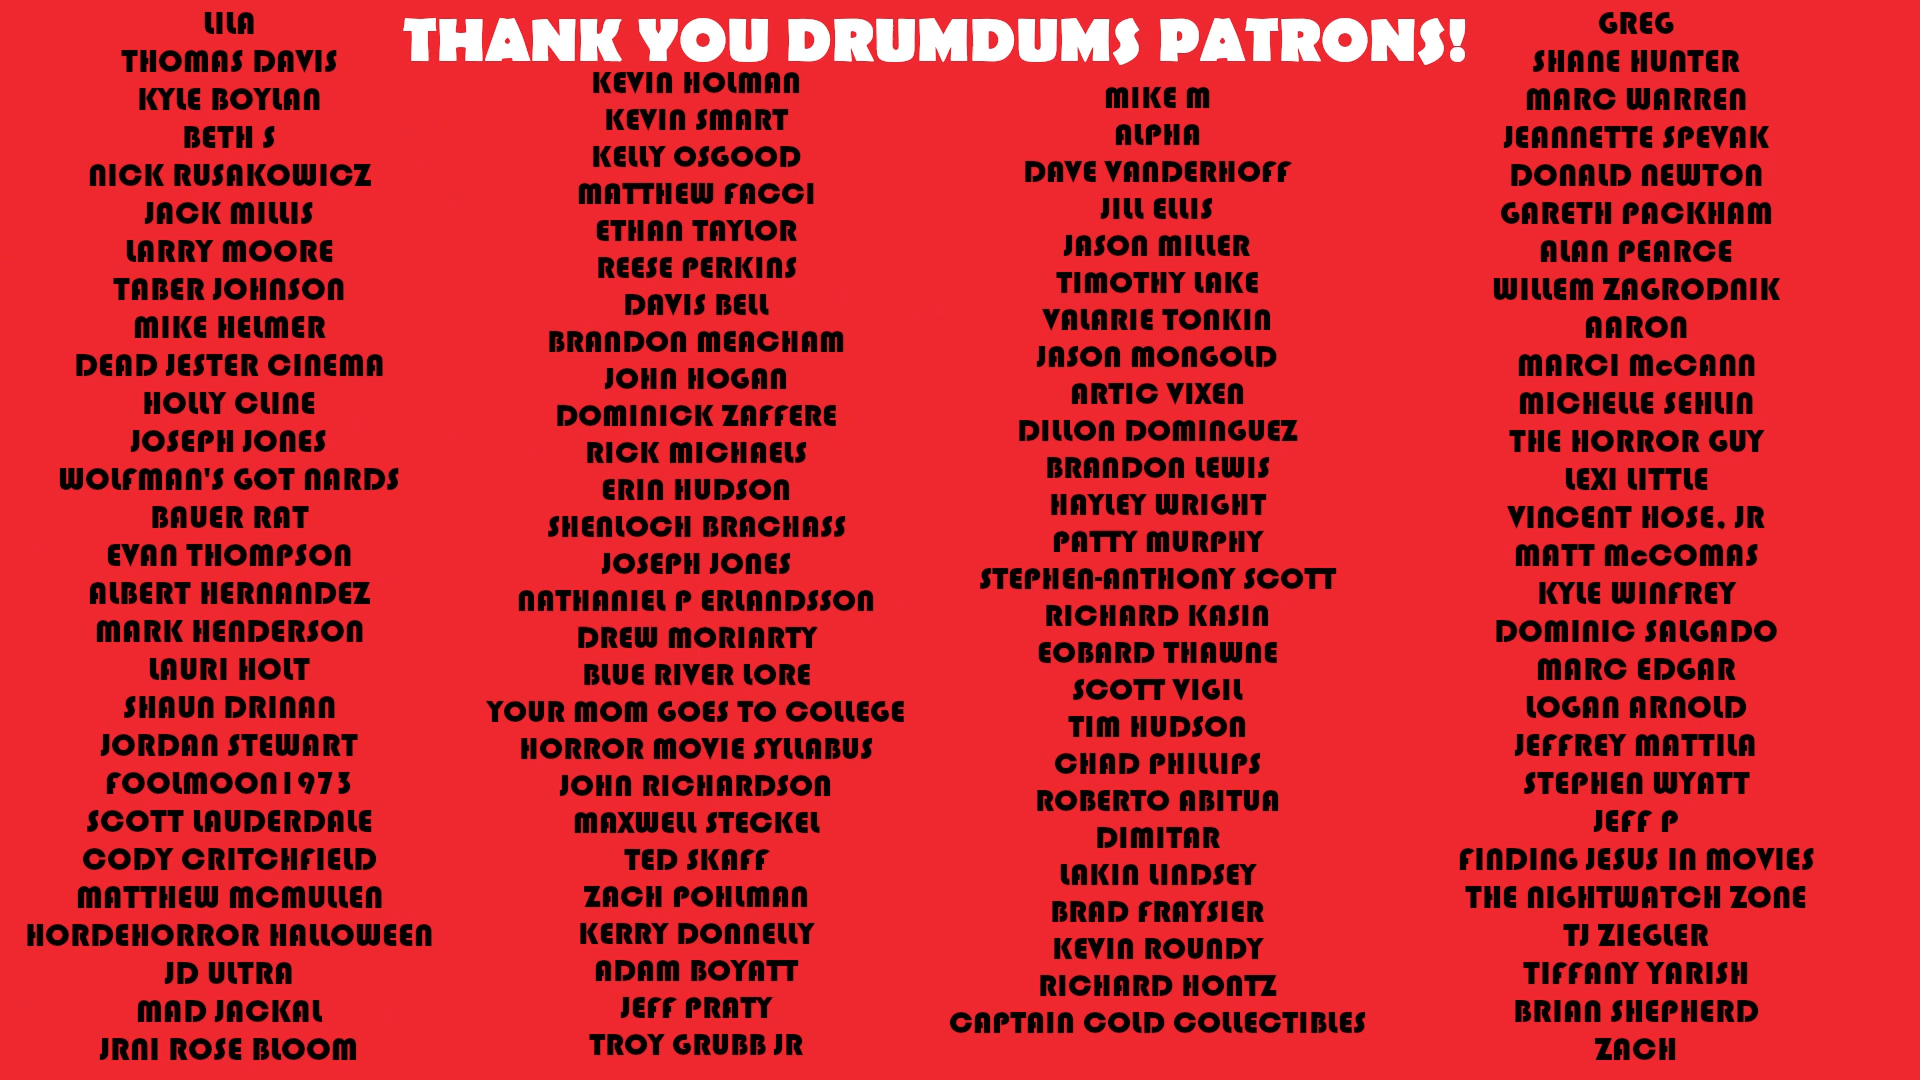 THANK YOU DRUMDUMS PATRONS!
LILA
THOMAS DAVIS
KYLE BOYLAN
BETH S
NICK RUSAKOWICZ
JACK MILLIS
LARRY MOORE
TABER JOHNSON
MIKE HELMER
DEAD JESTER CINEMA
HOLLY CLINE
JOSEPH JONES
WOLFMAN'S GOT NARDS
BAUER RAT
EVAN THOMPSON
ALBERT HERNANDEZ
MARK HENDERSON
LAURI HOLT
SHAUN DRINAN
JORDAN STEWART
FOOLMOON1973
SCOTT LAUDERDALE
CODY CRITCHFIELD
MATTHEW MCMULLEN
HORDEHORROR HALLOWEEN
JD ULTRA
MAD JACKAL
JRNI ROSE BLOOM
KEVIN HOLMAN
KEVIN SMART
KELLY OSGOOD
MATTHEW FACCI
ETHAN TAYLOR
REESE PERKINS
DAVIS BELL
BRANDON MEACHAM
JOHN HOGAN
DOMINICK ZAFFERE
RICK MICHAELS
ERIN HUDSON
SHENLOCH BRACHASS
JOSEPH JONES
NATHANIEL P ERLANDSSON
DREW MORIARTY
BLUE RIVER LORE
YOUR MOM GOES TO COLLEGE
HORROR MOVIE SYLLABUS
JOHN RICHARDSON
MAXWELL STECKEL
TED SKAFF
ZACH POHLMAN
KERRY DONNELLY
ADAM BOYATT
JEFF PRATY
TROY GRUBB JR
MIKE M
ALPHA
DAVE VANDERHOFF
JILL ELLIS
JASON MILLER
TIMOTHY LAKE
VALARIE TONKIN
JASON MONGOLD
ARTIC VIXEN
DILLON DOMINGUEZ
BRANDON LEWIS
HAYLEY WRIGHT
PATTY MURPHY
STEPHEN-ANTHONY SCOTT
RICHARD KASIN
EOBARD THAWNE
SCOTT VIGIL
TIM HUDSON
CHAD PHILLIPS
ROBERTO ABITUA
DIMITAR
LAKIN LINDSEY
BRAD FRAYSIER
KEVIN ROUNDY
RICHARD HONTZ
CAPTAIN COLD COLLECTIBLES
GREG
SHANE HUNTER
MARC WARREN
JEANNETTE SPEVAK
DONALD NEWTON
GARETH PACKHAM
ALAN PEARCE
WILLEM ZAGRODNIK
AARON
MARCI McCANN
MICHELLE SEHLIN
THE HORROR GUY
LEXI LITTLE
VINCENT HOSE, JR
MATT McCOMAS
KYLE WINFREY
DOMINIC SALGADO
MARC EDGAR
LOGAN ARNOLD
JEFFREY MATTILA
STEPHEN WYATT
JEFF P
FINDING JESUS IN MOVIES
THE NIGHTWATCH ZONE
TJ ZIEGLER
TIFFANY YARISH
BRIAN SHEPHERD
ZACH